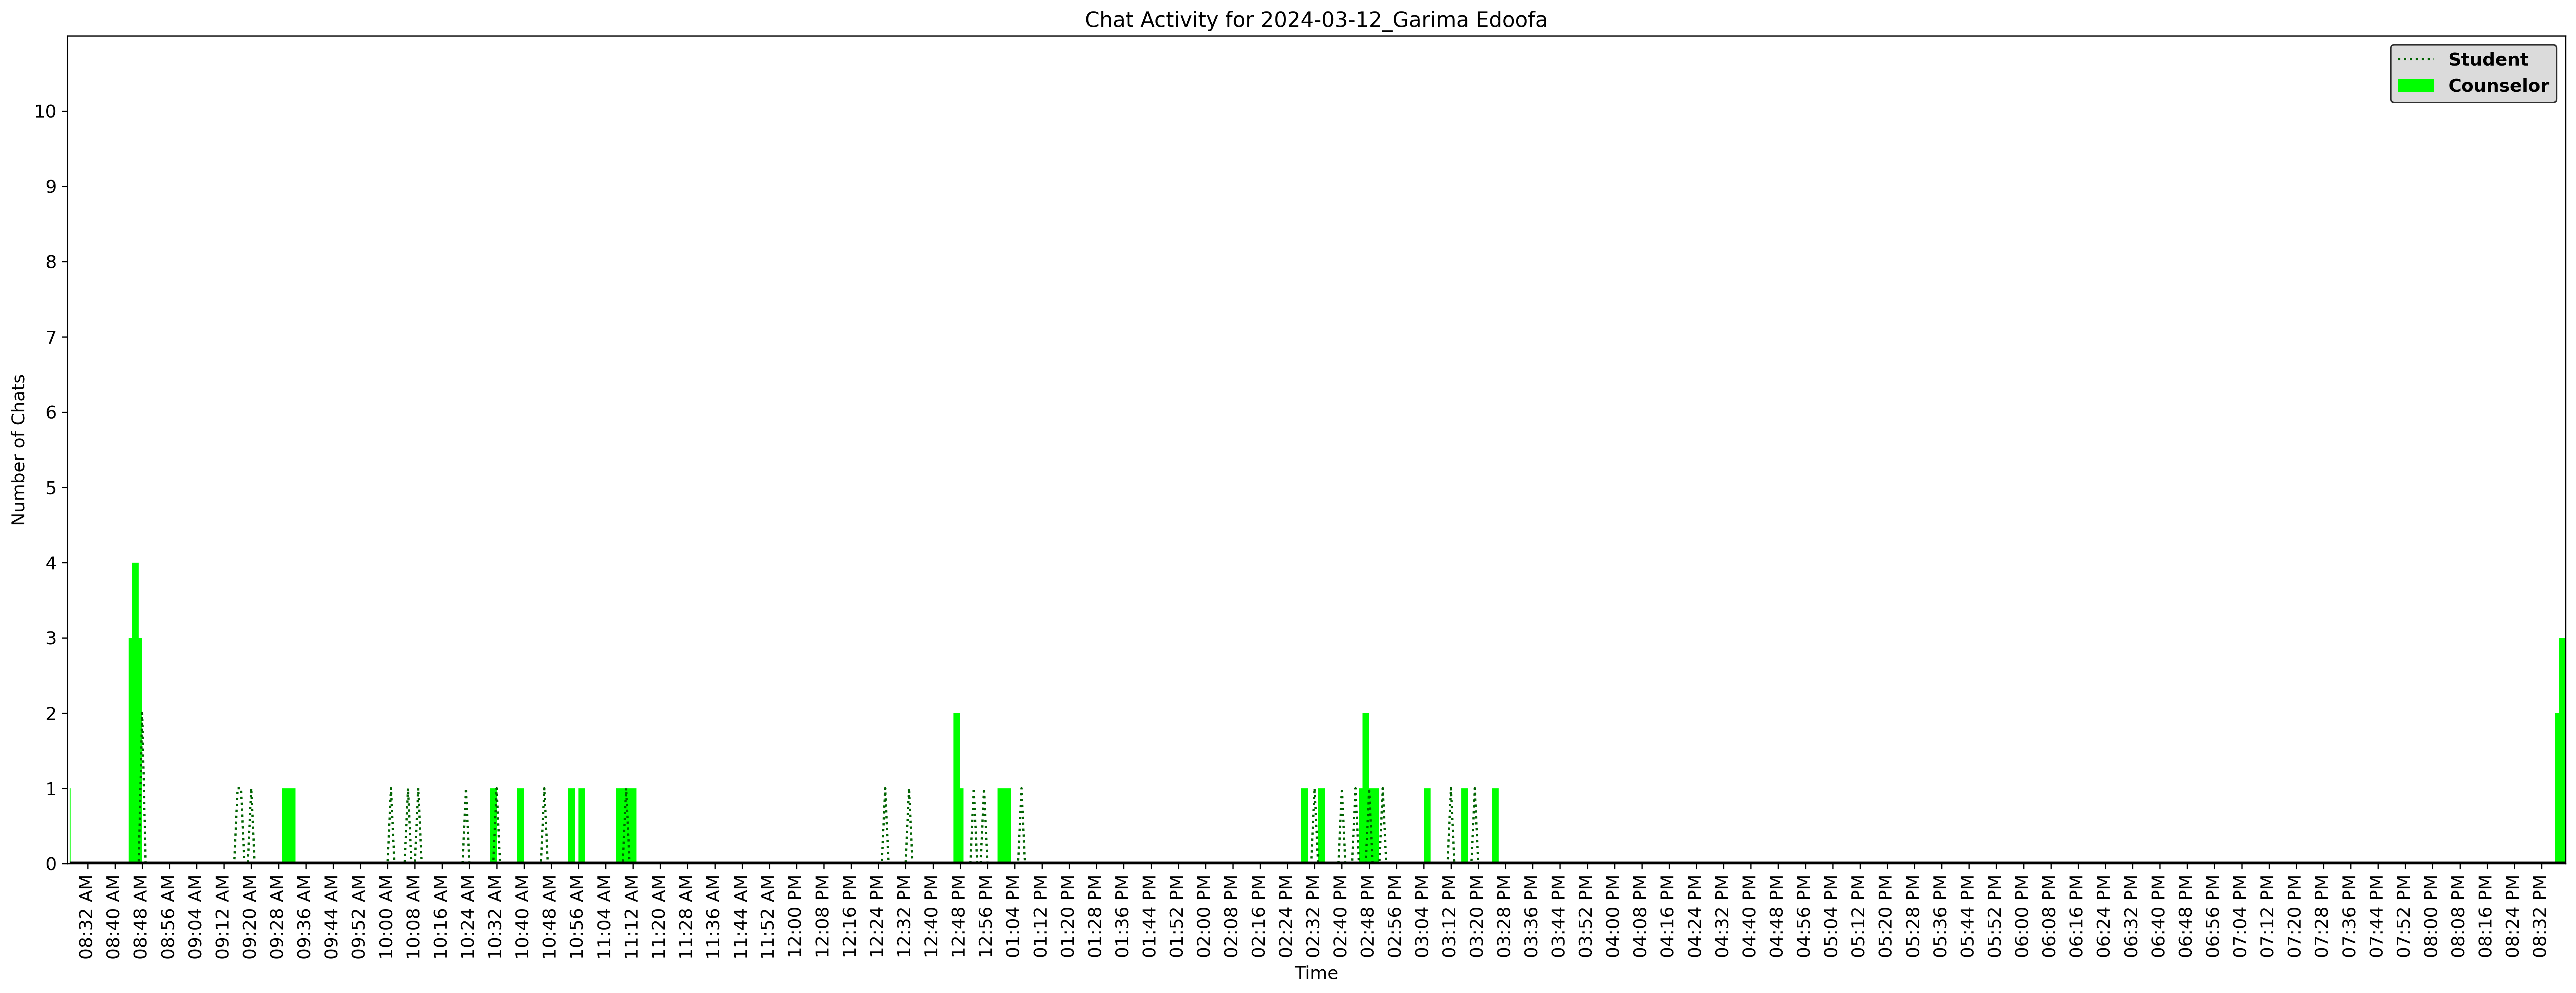 Chat Activity for 2024-03-12_Garima Edoofa
Student
Counselor
10
9
8
7
6
5
4
3
2
1
0
Number of Chats
08:32 AM
08:40 AM
08:48 AM
08:56 AM
09:04 AM
09:12 AM
09:20 AM
09:28 AM
09:36 AM
09:44 AM
09:52 AM
10:00 AM
10:08 AM
10:16 AM
10:24 AM
10:32 AM
10:40 AM
10:48 AM
10:56 AM
11:04 AM
11:12 AM
11:20 AM
11:28 AM
11:36 AM
11:44 AM
11:52 AM
12:00 PM
12:08 PM
12:16 PM
12:24 PM
12:32 PM
12:40 PM
12:48 PM
12:56 PM
01:04 PM
01:12 PM
01:20 PM
01:28 PM
01:36 PM
01:44 PM
01:52 PM
02:00 PM
02:08 PM
02:16 PM
02:24 PM
02:32 PM
02:40 PM
02:48 PM
02:56 PM
03:04 PM
03:12 PM
03:20 PM
03:28 PM
03:36 PM
03:44 PM
03:52 PM
04:00 PM
04:08 PM
04:16 PM
04:24 PM
04:32 PM
04:40 PM
04:48 PM
04:56 PM
05:04 PM
05:12 PM
05:20 PM
05:28 PM
05:36 PM
05:44 PM
05:52 PM
06:00 PM
06:08 PM
06:16 PM
06:24 PM
06:32 PM
06:40 PM
06:48 PM
06:56 PM
07:04 PM
07:12 PM
07:20 PM
07:28 PM
07:36 PM
07:44 PM
07:52 PM
08:00 PM
08:08 PM
08:16 PM
08:24 PM
08:32 PM
Time